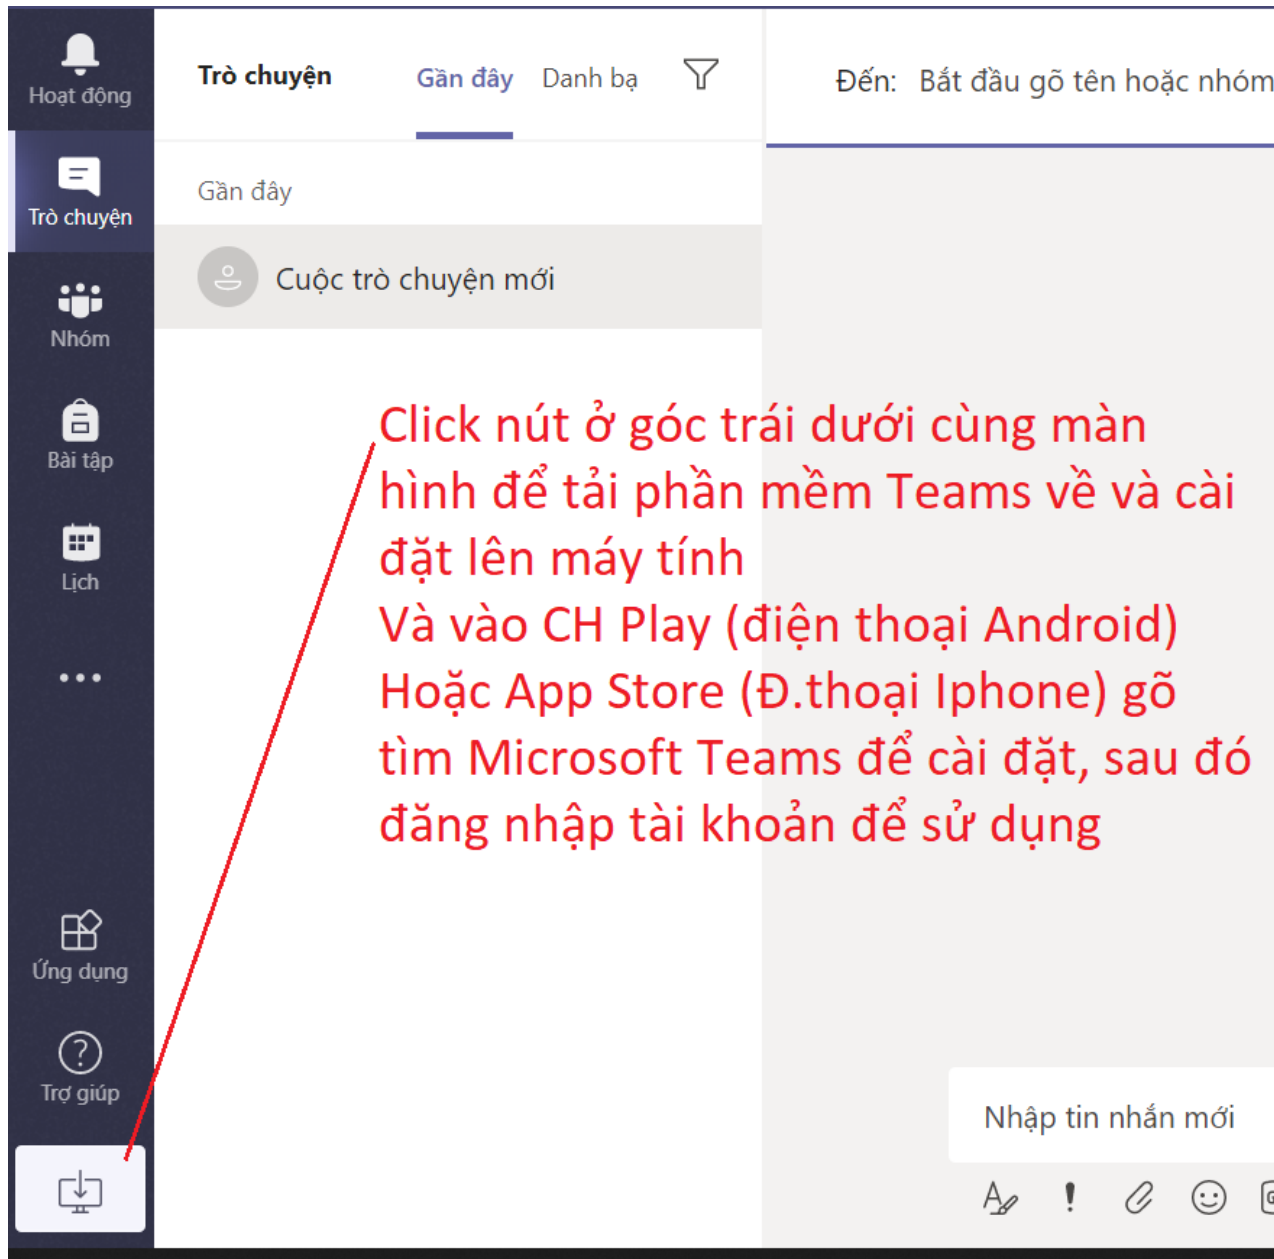 Hoạt động
Trò chuyện
Nhóm
Bài tập
Lịch
Ứng dụng
Trợ giúp
Trò chuyện Gần đây Danh bạ
Gần đây
Cuộc trò chuyện mới
Đến: Bắt đầu gõ tên hoặc nhóm
Click nút ở góc trái dưới cùng màn
hình để tải phần mềm Teams về và cài
đặt lên máy tính
Và vào CH Play (điện thoại Android)
Hoặc App Store (Đ.thoại Iphone) gõ
tìm Microsoft Teams để cài đặt, sau đó
đăng nhập tài khoản để sử dụng
Nhập tin nhắn mới